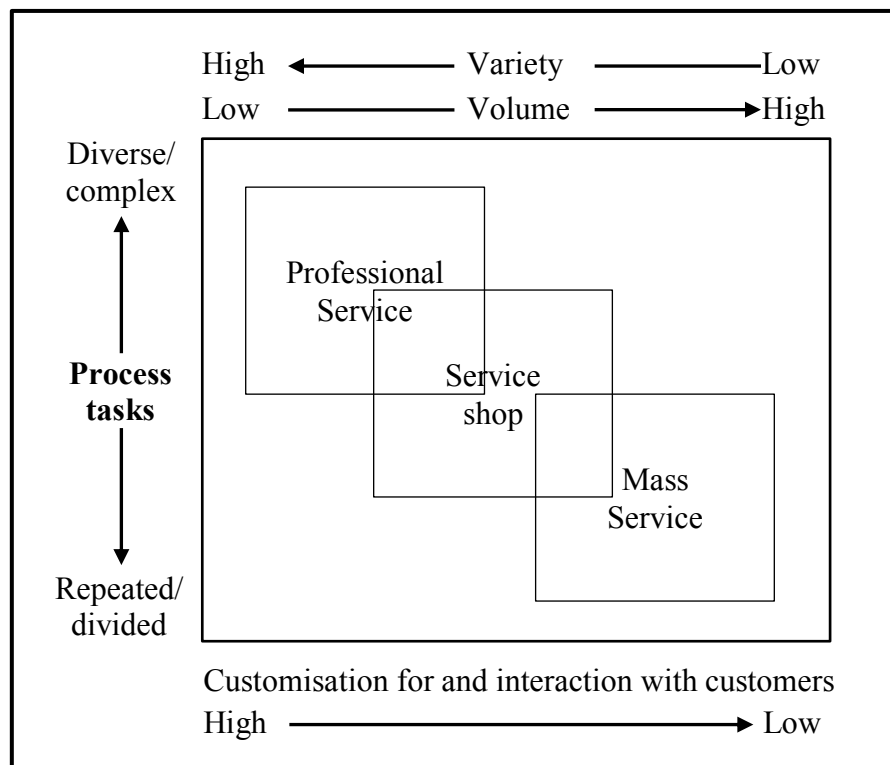 High Variety Low
Low Volume High
Diverse/
complex
Professional
Service
Process
tasks
Service
shop
Mass
Service
Repeated/
divided
Customisation for and interaction with customers
High Low